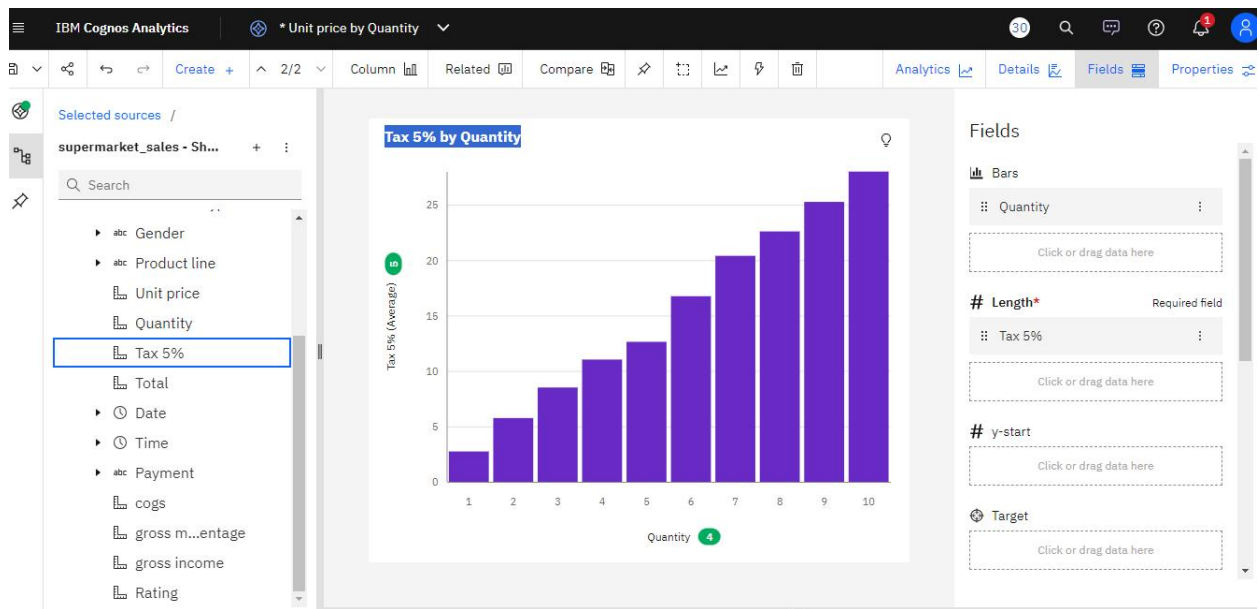 IBM Cognos Analytics
* Unit price by Quantity
30
1
Create +
2/2
Column
Related
Compare
Analytics
Details
Fields
Properties
Selected sources /
supermarket_sales - Sh...
Search
abc Gender
abc Product line
Unit price
Quantity
Tax 5%
Total
Date
Time
abc Payment
cogs
gross m...entage
gross income
Rating
Tax 5% by Quantity
25
20
15
10
5
0
Tax 5% (Average) 5
1 2 3 4 5 6 7 8 9 10
Quantity 4
Fields
Bars
Quantity
Click or drag data here
# Length* Required field
Tax 5%
Click or drag data here
# y-start
Click or drag data here
Target
Click or drag data here